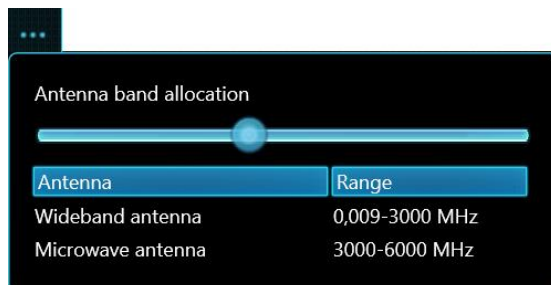 ...
Antenna band allocation
Antenna Range
Wideband antenna 0,009-3000 MHz
Microwave antenna 3000-6000 MHz